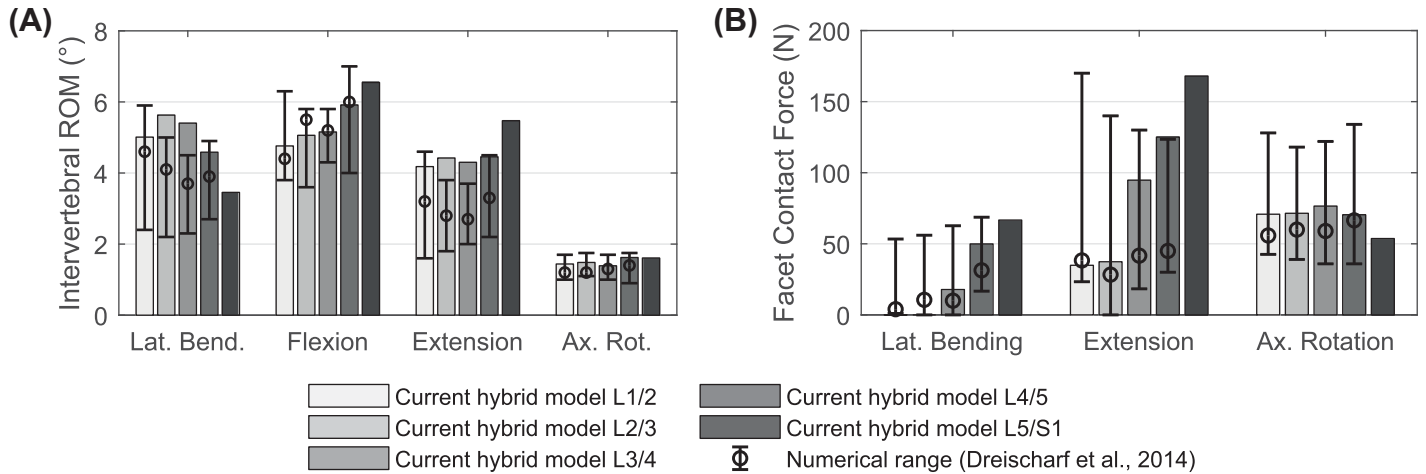 (A)
8
6
4
2
0
Intervertebral ROM (°)
Lat. Bend.
Flexion
Extension
Ax. Rot.
(B)
200
150
100
50
0
Facet Contact Force (N)
Lat. Bending
Extension
Ax. Rotation
Current hybrid model L1/2
Current hybrid model L2/3
Current hybrid model L3/4
Current hybrid model L4/5
Current hybrid model L5/S1
Numerical range (Dreischarf et al., 2014)